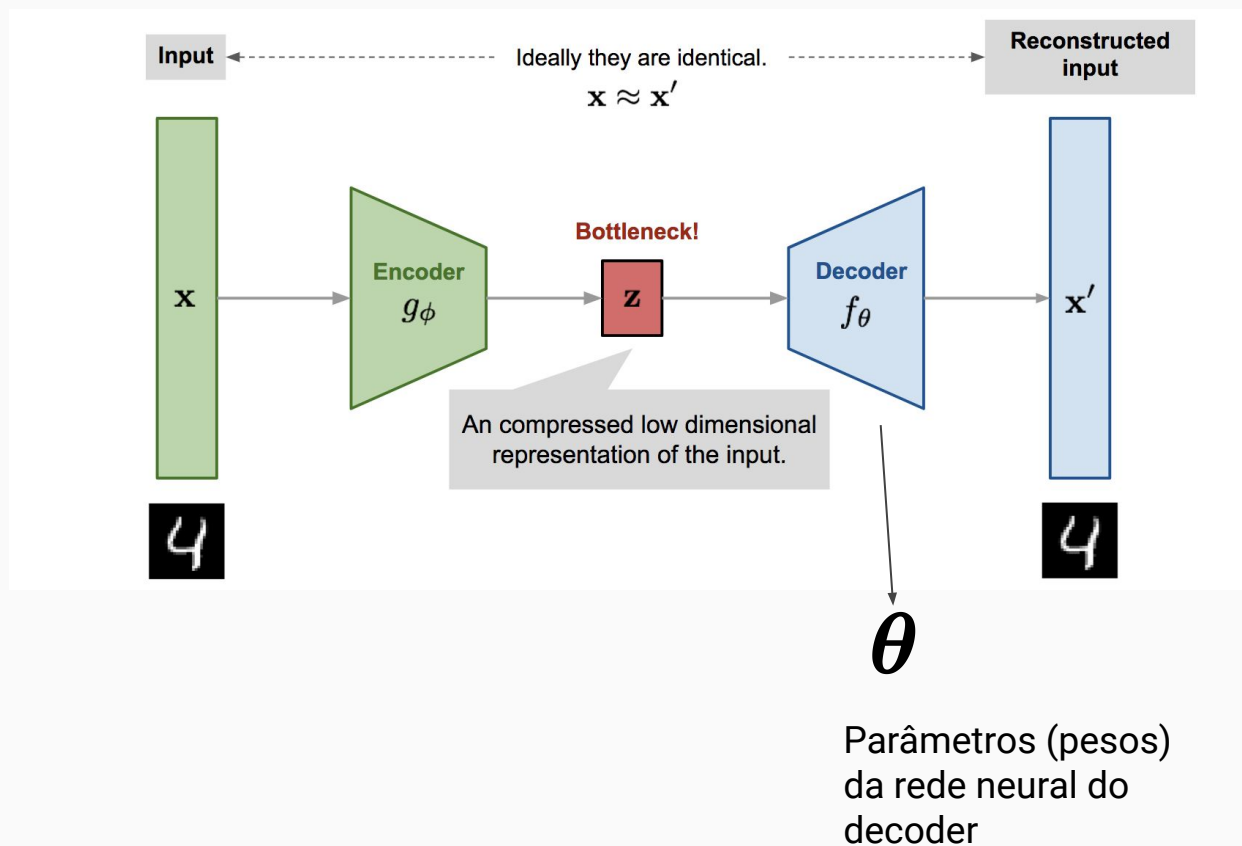 Input
Ideally they are identical.
x ≈ x′
Reconstructed
input
Bottleneck!
Encoder
gϕ
Decoder
fθ
x
z
x′
An compressed low dimensional
representation of the input.
4
4
θ
Parâmetros (pesos)
da rede neural do
decoder